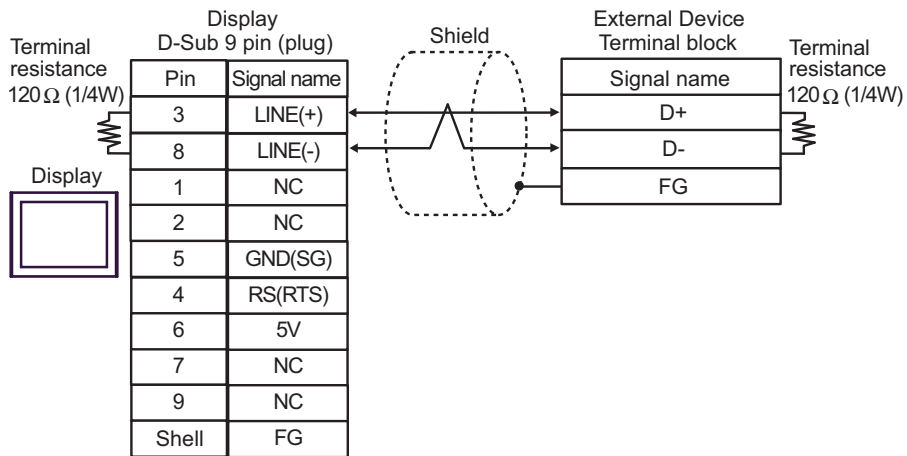 Display
D-Sub 9 pin (plug)
Shield
External Device
Terminal block
Terminal
resistance
120Ω (1/4W)
Terminal
resistance
120Ω (1/4W)
Pin Signal name
3 LINE(+)
8 LINE(-)
1 NC
2 NC
5 GND(SG)
4 RS(RTS)
6 5V
7 NC
9 NC
Shell FG
Signal name
D+
D-
FG
Display